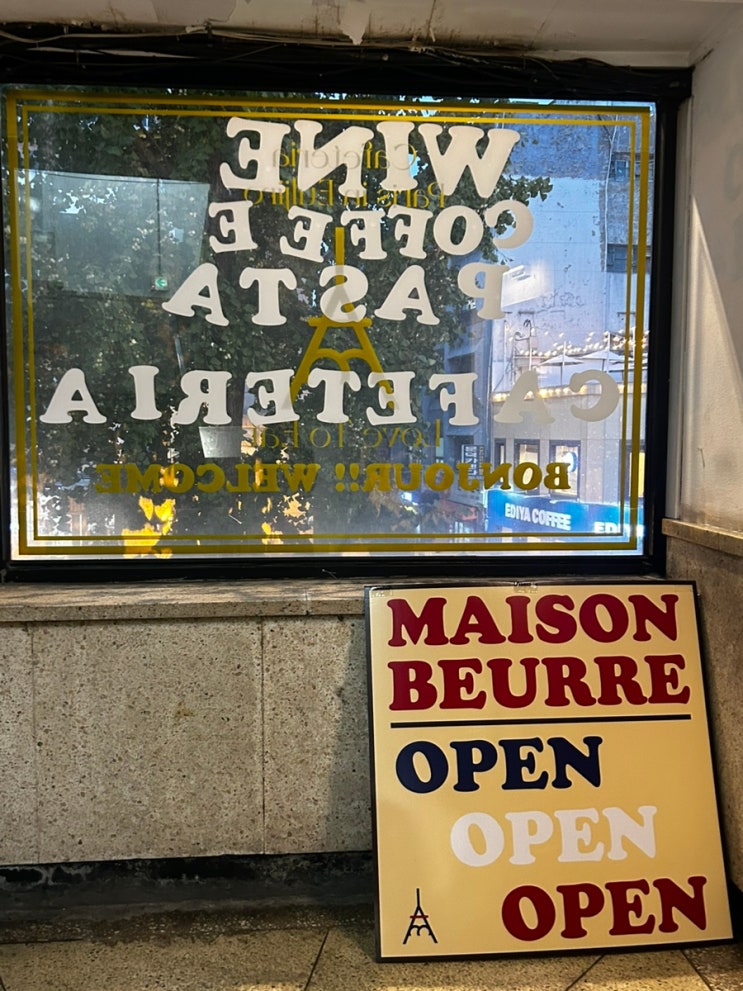 WINE
Cafeteria
Paris in Euljiro
COFFEE
PASTA
CAFETERIA
Love To Eat
BONJOUR!! WELCOME
EDIYA COFFEE
EDI
MAISON
BEURRE
OPEN
OPEN
OPEN